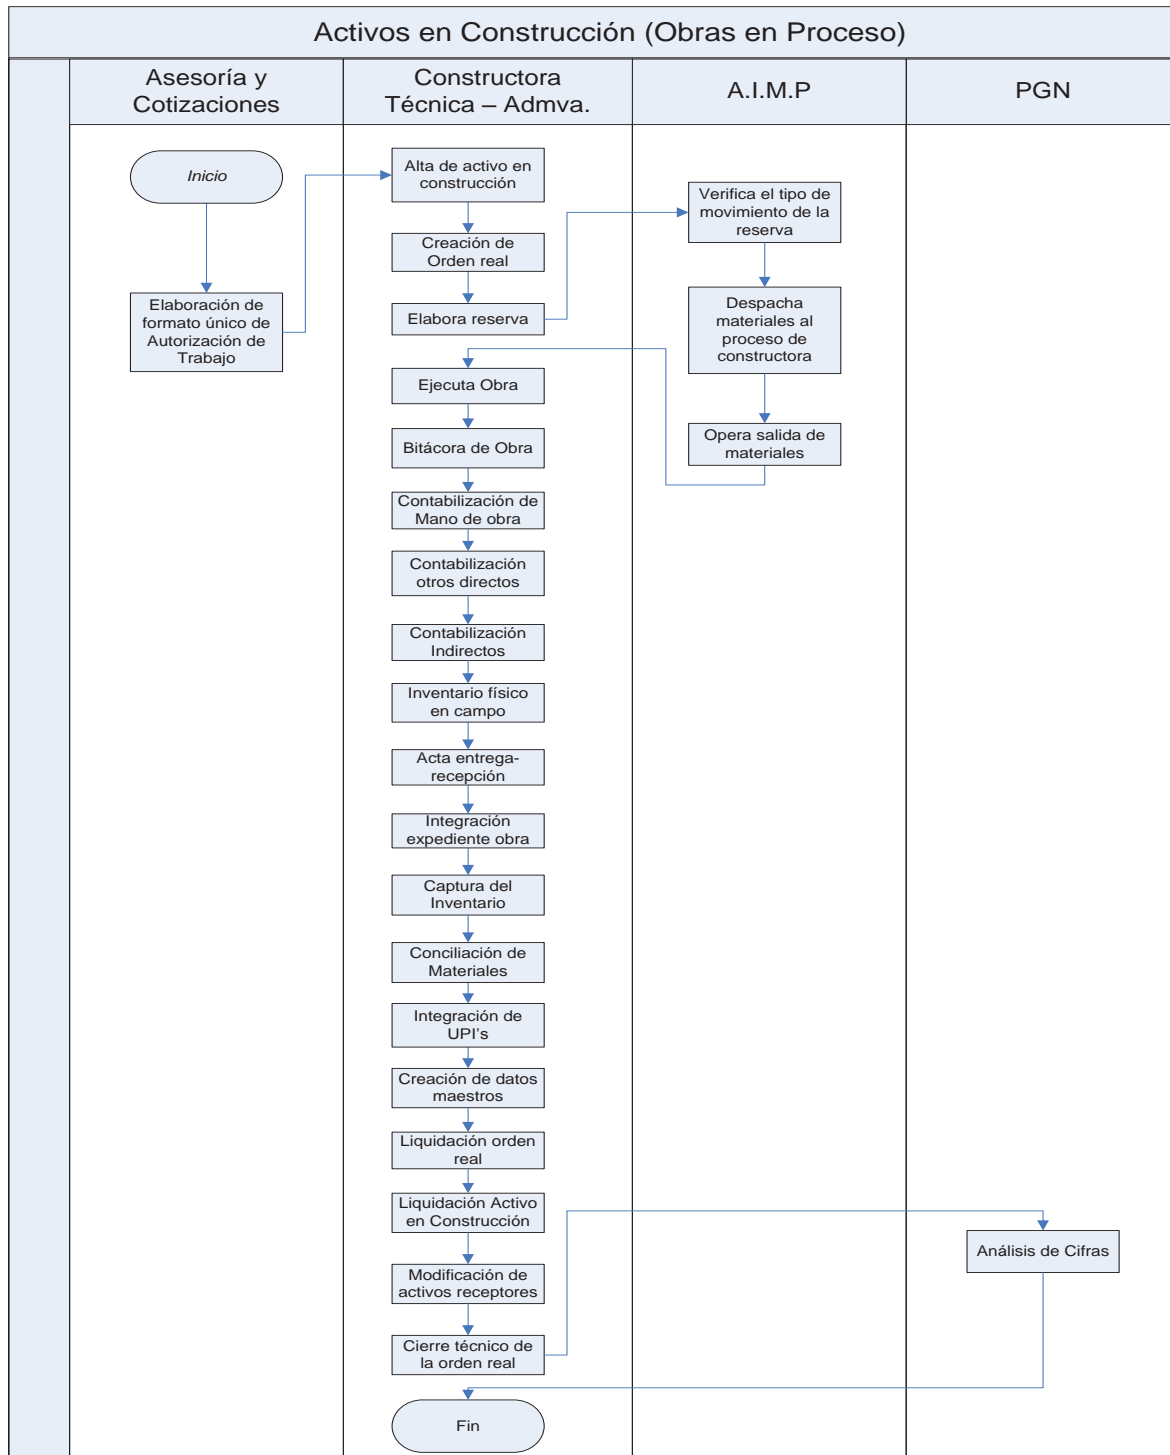 Activos en Construcción (Obras en Proceso)
Asesoría y
Cotizaciones
Constructora
Técnica – Admva.
A.I.M.P
PGN
Inicio
Elaboración de
formato único de
Autorización de
Trabajo
Alta de activo en
construcción
Creación de
Orden real
Elabora reserva
Verifica el tipo de
movimiento de la
reserva
Despacha
materiales al
proceso de
constructora
Opera salida de
materiales
Ejecuta Obra
Bitácora de Obra
Contabilización de
Mano de obra
Contabilización
otros directos
Contabilización
Indirectos
Inventario físico
en campo
Acta entrega-
recepción
Integración
expediente obra
Captura del
Inventario
Conciliación de
Materiales
Integración de
UPI's
Creación de datos
maestros
Liquidación orden
real
Liquidación Activo
en Construcción
Modificación de
activos receptores
Cierre técnico de
la orden real
Análisis de Cifras
Fin